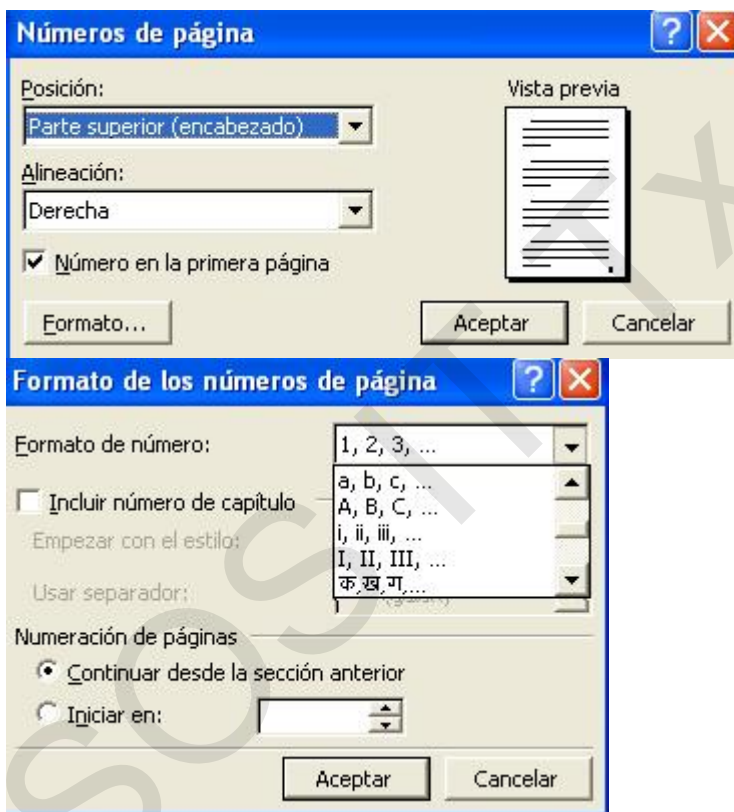 Números de página
Posición:
Vista previa
Parte superior (encabezado)
Alineación:
Derecha
Número en la primera página
Formato...
Aceptar
Cancelar
Formato de los números de página
Formato de número:
1, 2, 3, ...
a, b, c, ...
A, B, C, ...
i, ii, iii, ...
I, II, III, ...
क,ख,ग,...
Incluir número de capítulo
Empezar con el estilo:
Usar separador:
Numeración de páginas
Continuar desde la sección anterior
Iniciar en:
Aceptar
Cancelar